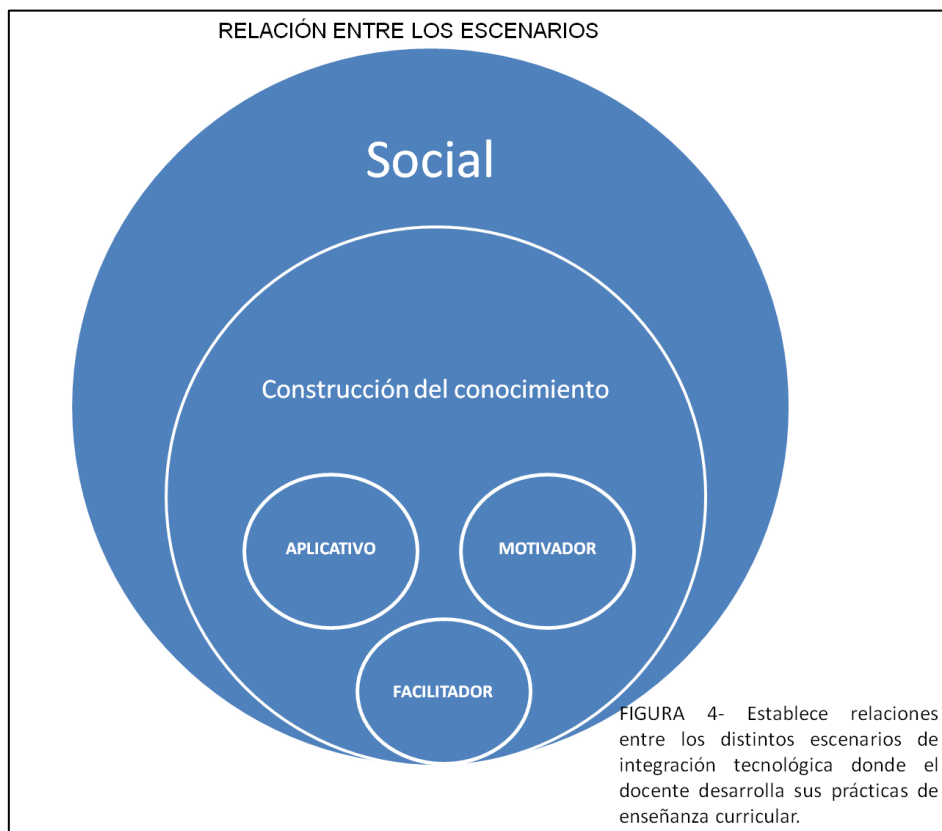 RELACIÓN ENTRE LOS ESCENARIOS
Social
Construcción del conocimiento
APLICATIVO
MOTIVADOR
FACILITADOR
FIGURA 4- Establece relaciones
entre los distintos escenarios de
integración tecnológica donde el
docente desarrolla sus prácticas de
enseñanza curricular.